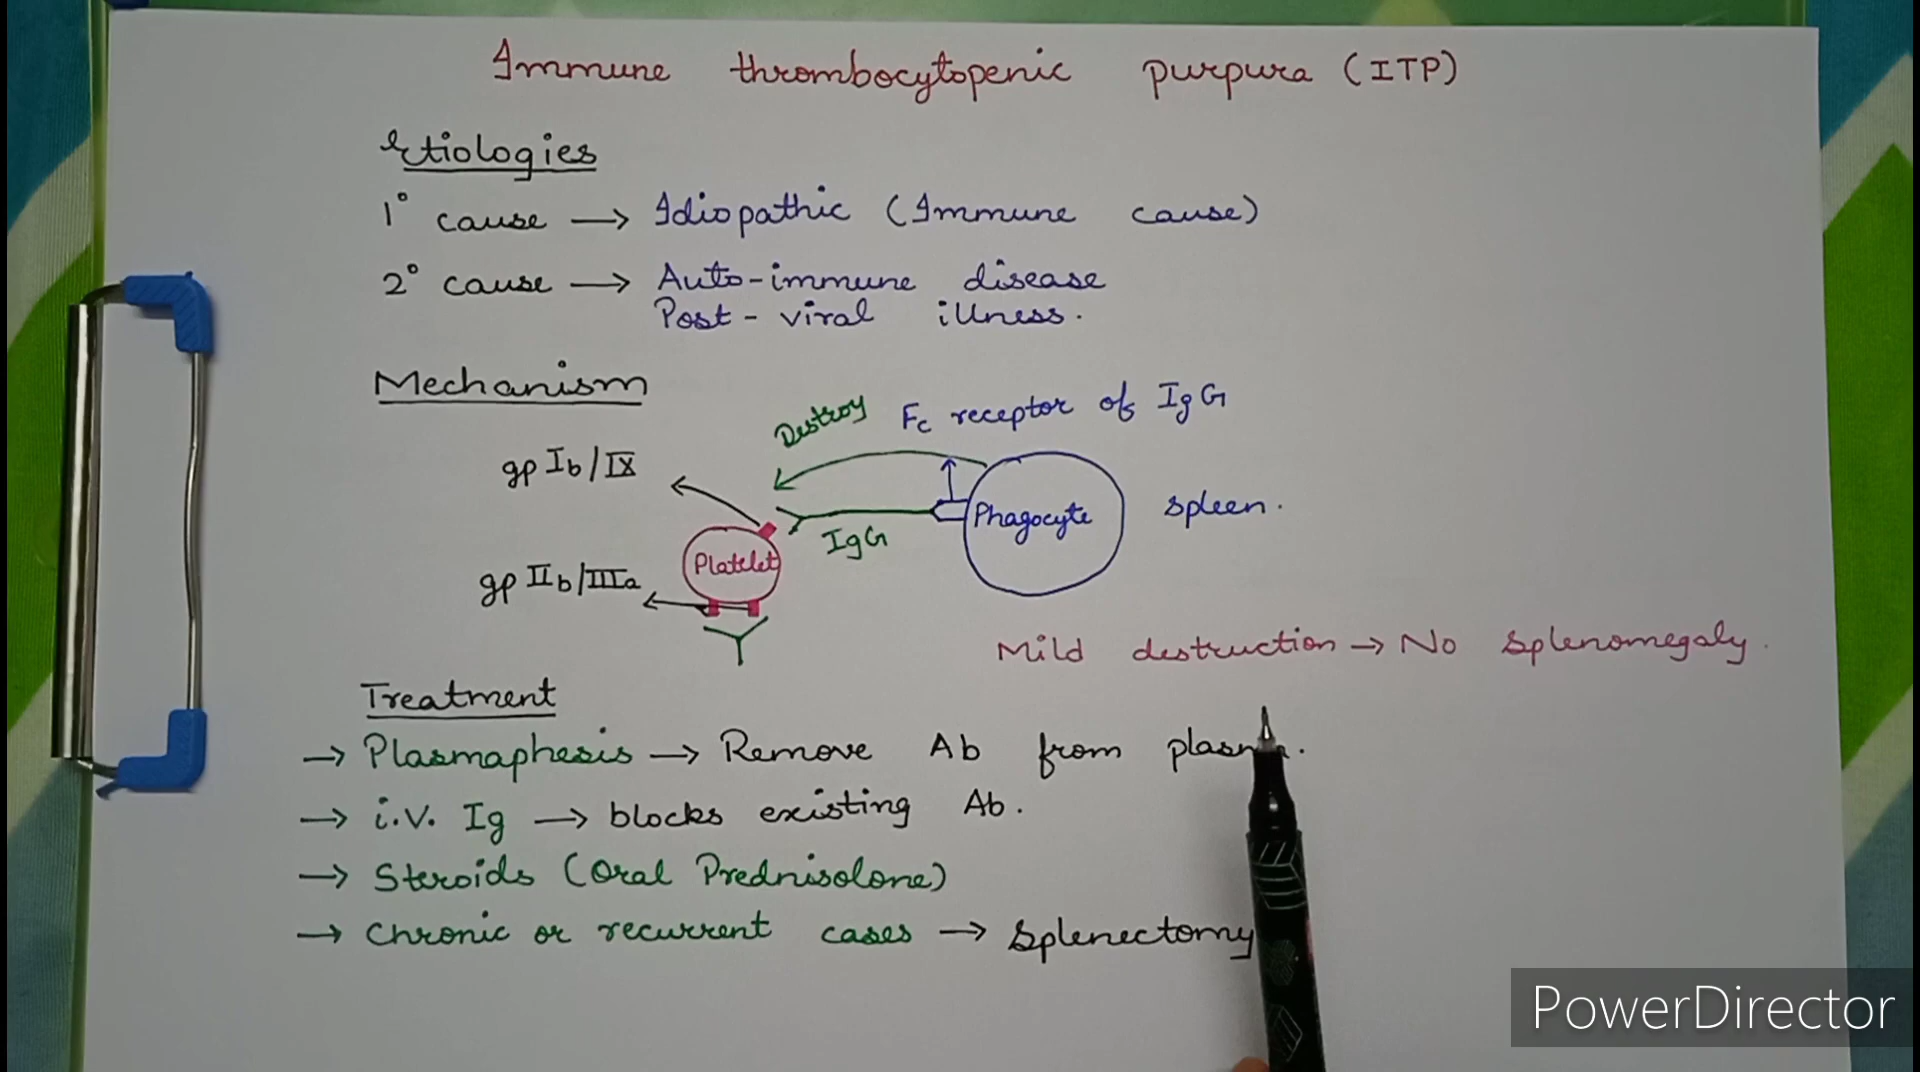 Immune thrombocytopenic purpura (ITP)
Etiologies
1° cause → Idiopathic (Immune cause)
2° cause → Auto-immune disease
Post-viral illness.
Mechanism
Destroy
Fc receptor of IgG
gp Ib/IX
Phagocyte
spleen.
IgG
Platelet
gp IIb/IIIa
Mild destruction → No splenomegaly.
Treatment
→ Plasmaphesis → Remove Ab from plasma.
→ i.v. Ig → blocks existing Ab.
→ Steroids (Oral Prednisolone)
→ Chronic or recurrent cases → Splenectomy
PowerDirector